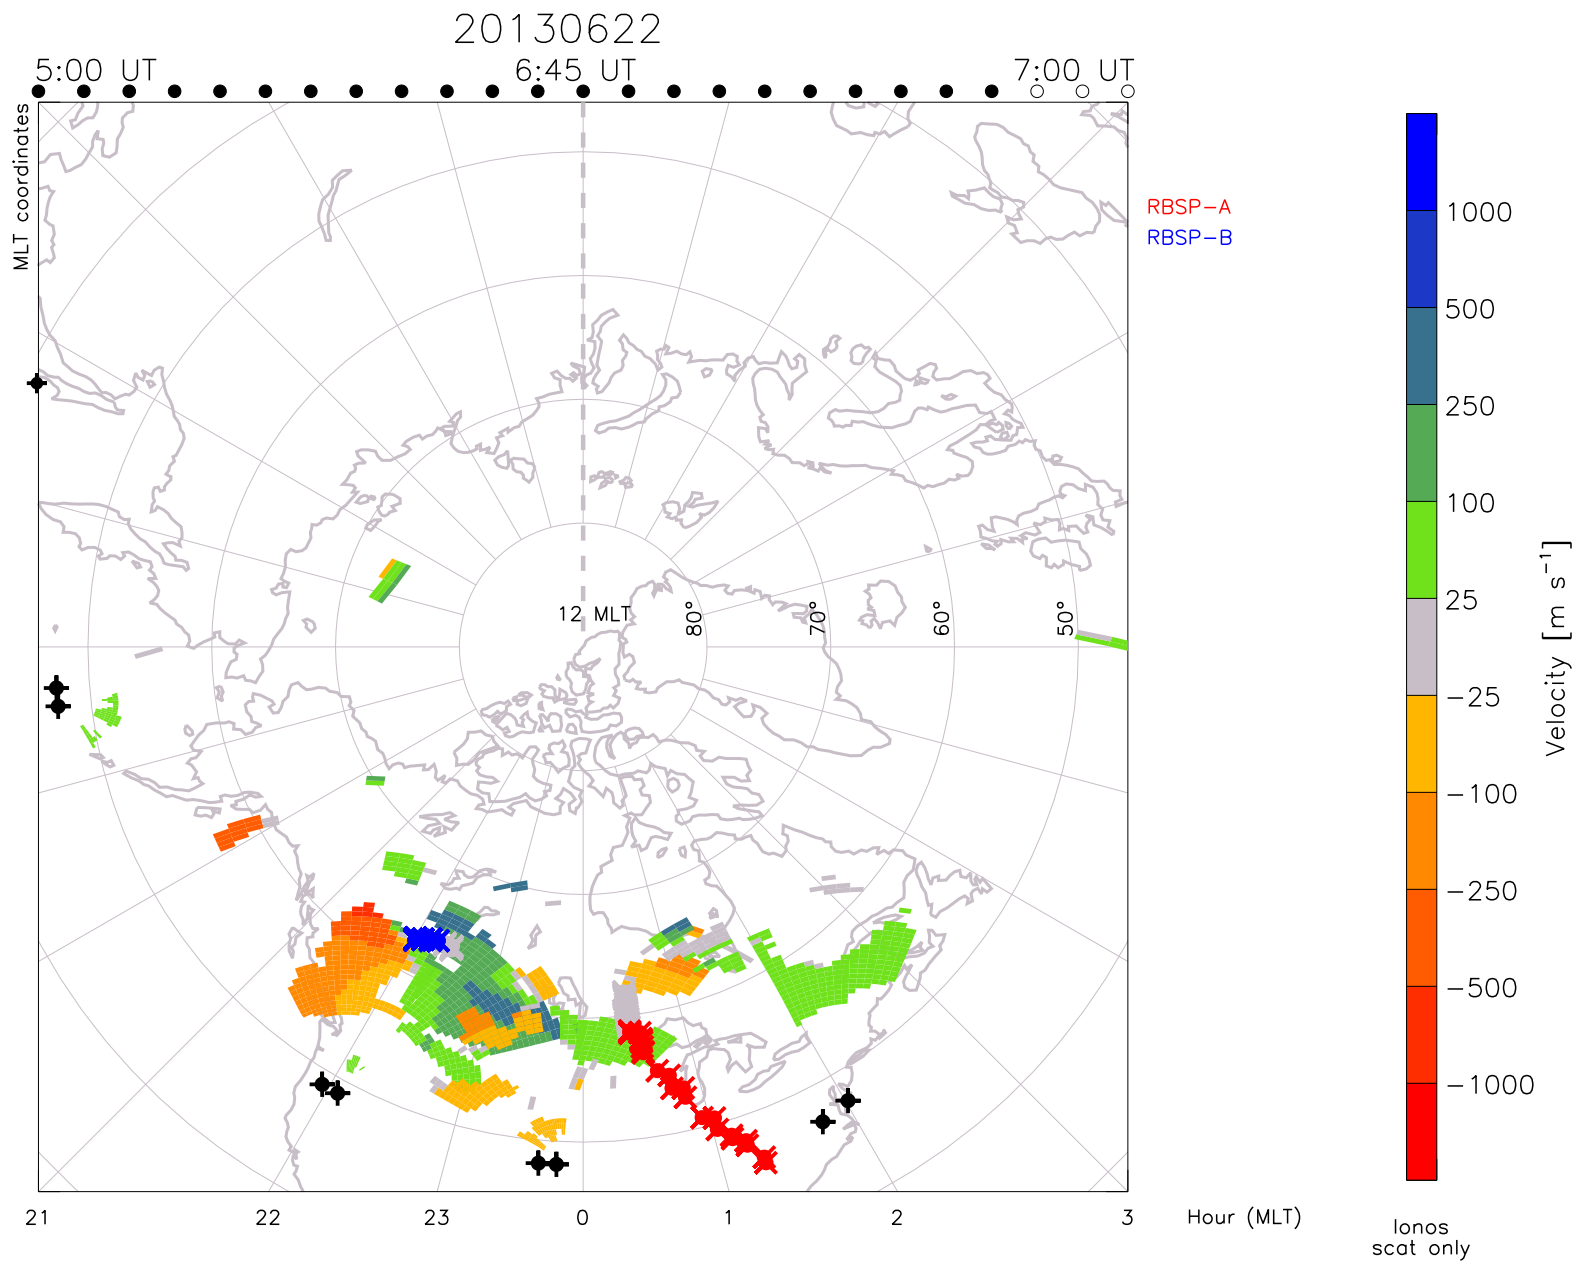 20130622
5:00 UT 6:45 UT 7:00 UT
MLT coordinates
RBSP-A
RBSP-B
12 MLT
80°
70°
60°
50°
1000
500
250
100
25
-25
-100
-250
-500
-1000
Velocity [m s⁻¹]
21 22 23 0 1 2 3 Hour (MLT)
Ionos
scat only